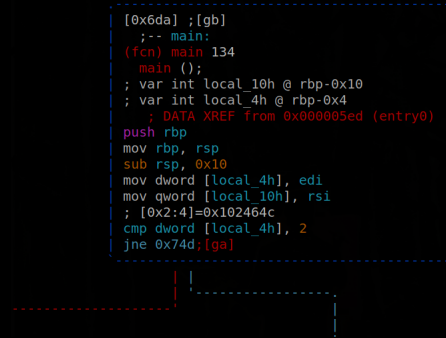 [0x6da] ;[gb]
;-- main:
(fcn) main 134
main ();
; var int local_10h @ rbp-0x10
; var int local_4h @ rbp-0x4
; DATA XREF from 0x000005ed (entry0)
push rbp
mov rbp, rsp
sub rsp, 0x10
mov dword [local_4h], edi
mov qword [local_10h], rsi
; [0x2:4]=0x102464c
cmp dword [local_4h], 2
jne 0x74d;[ga]